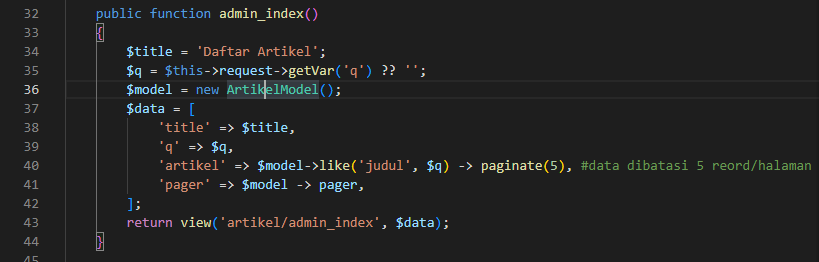 32 public function admin_index()
33 {
34 $title = 'Daftar Artikel';
35 $q = $this->request->getVar('q') ?? '';
36 $model = new ArtikelModel();
37 $data = [
38 'title' => $title,
39 'q' => $q,
40 'artikel' => $model->like('judul', $q) -> paginate(5), #data dibatasi 5 reord/halaman
41 'pager' => $model -> pager,
42 ];
43 return view('artikel/admin_index', $data);
44 }
45